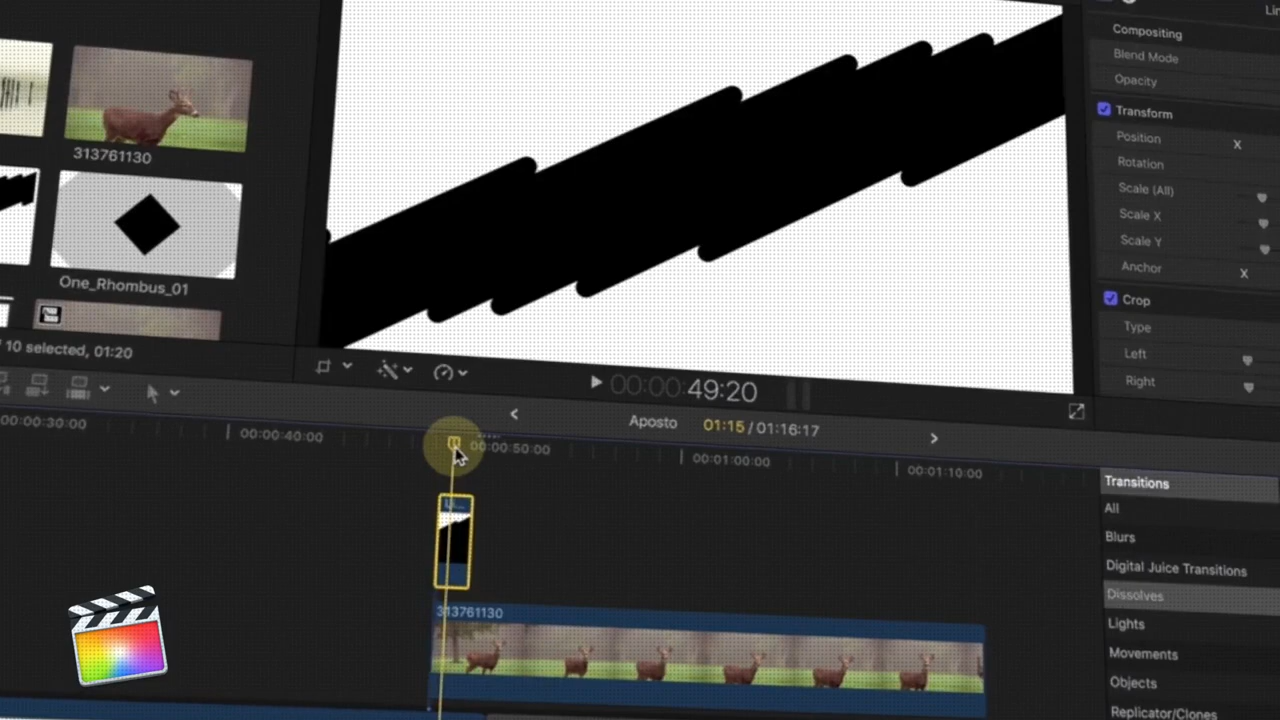 313761130
One_Rhombus_01
10 selected, 01:20
00:00:49:20
Aposto 01:15 / 01:16:17
00:00:30:00
00:00:40:00
00:00:50:00
00:01:00:00
00:01:10:00
313761130
Compositing
Blend Mode
Opacity
Transform
Position X
Rotation
Scale (All)
Scale X
Scale Y
Anchor X
Crop
Type
Left
Right
Transitions
All
Blurs
Digital Juice Transitions
Dissolves
Lights
Movements
Objects
Replicator/Clones